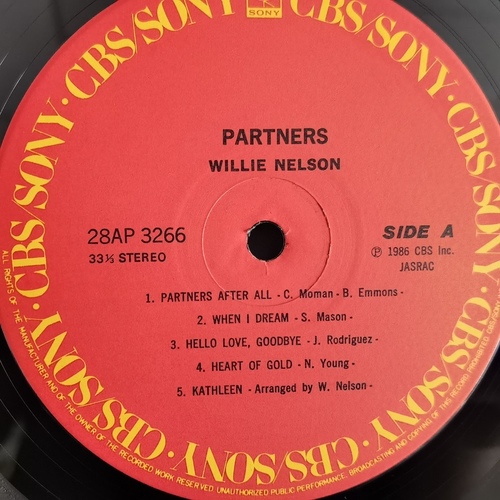 SONY
CBS/SONY · CBS/SONY · CBS/SONY · CBS/SONY · CBS/SONY · CBS/SONY · CBS/SONY · CBS/SONY
PARTNERS
WILLIE NELSON
28AP 3266
33⅓ STEREO
SIDE A
Ⓟ 1986 CBS Inc.
JASRAC
1. PARTNERS AFTER ALL - C. Moman - B. Emmons -
2. WHEN I DREAM - S. Mason -
3. HELLO LOVE, GOODBYE - J. Rodriguez -
4. HEART OF GOLD - N. Young -
5. KATHLEEN - Arranged by W. Nelson -
ALL RIGHTS OF THE MANUFACTURER AND OF THE OWNER OF THE RECORDED WORK RESERVED. UNAUTHORIZED PUBLIC PERFORMANCE, BROADCASTING AND COPYING OF THIS RECORD PROHIBITED